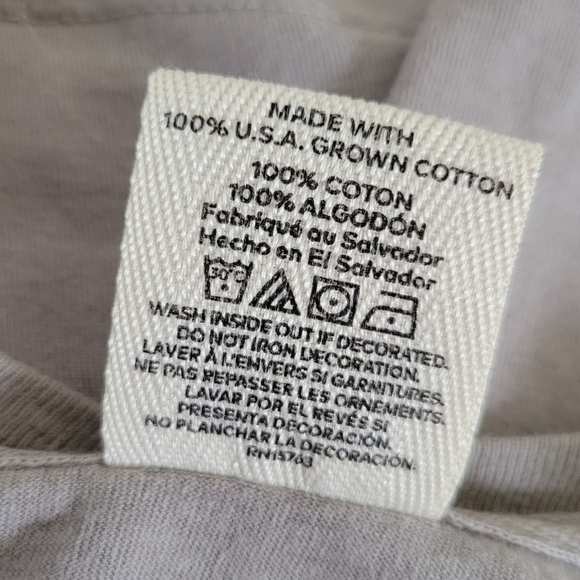 MADE WITH
100% U.S.A. GROWN COTTON
100% COTON
100% ALGODÓN
Fabriqué au Salvador
Hecho en El Salvador
30°C
WASH INSIDE OUT IF DECORATED.
DO NOT IRON DECORATION.
LAVER À L'ENVERS SI GARNITURES.
NE PAS REPASSER LES ORNEMENTS.
LAVAR POR EL REVÉS SI
PRESENTA DECORACIÓN.
NO PLANCHAR LA DECORACIÓN.
RN15763